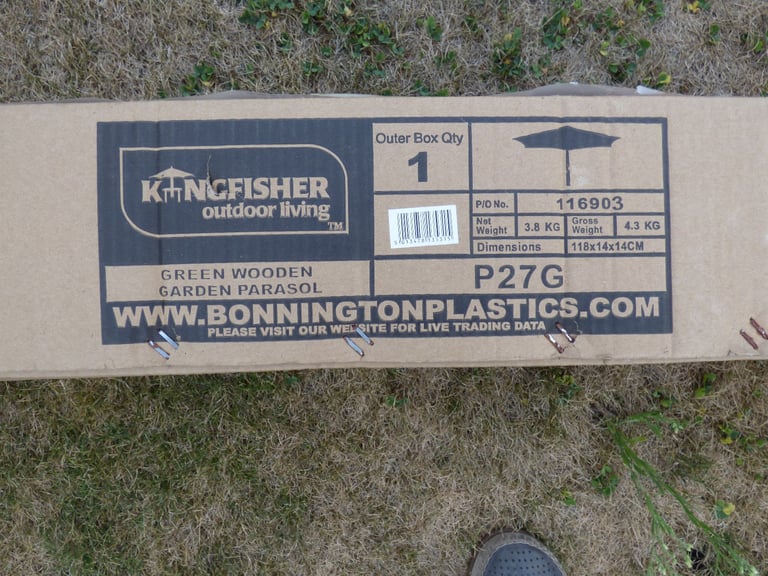 KINGFISHER
outdoor living
TM
Outer Box Qty
1
P/O No. 116903
Net Weight 3.8 KG Gross Weight 4.3 KG
Dimensions 118x14x14CM
GREEN WOODEN
GARDEN PARASOL
P27G
WWW.BONNINGTONPLASTICS.COM
PLEASE VISIT OUR WEBSITE FOR LIVE TRADING DATA